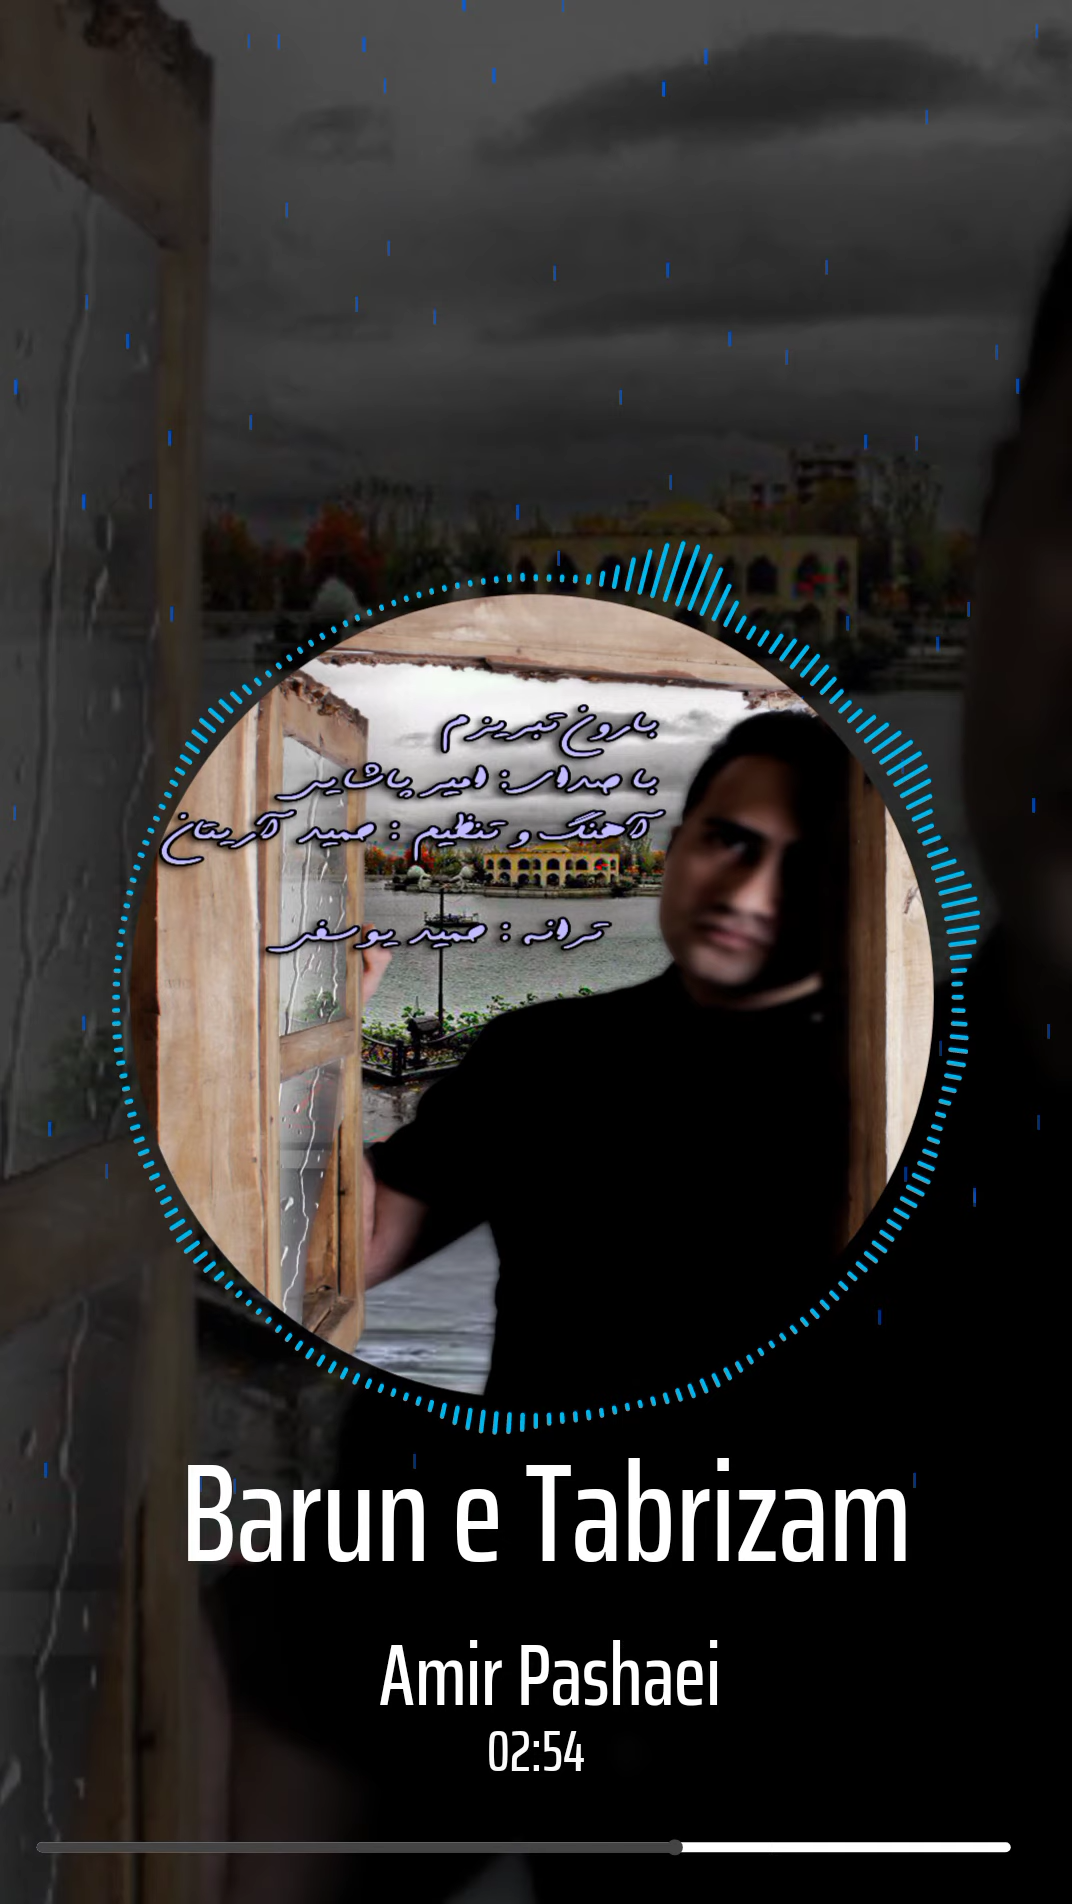 بارون تبریزم
با صدای: امیر پاشایی
آهنگ و تنظیم : حمید آریتان
ترانه : حمید یوسفی
Barun e Tabrizam
Amir Pashaei
02:54